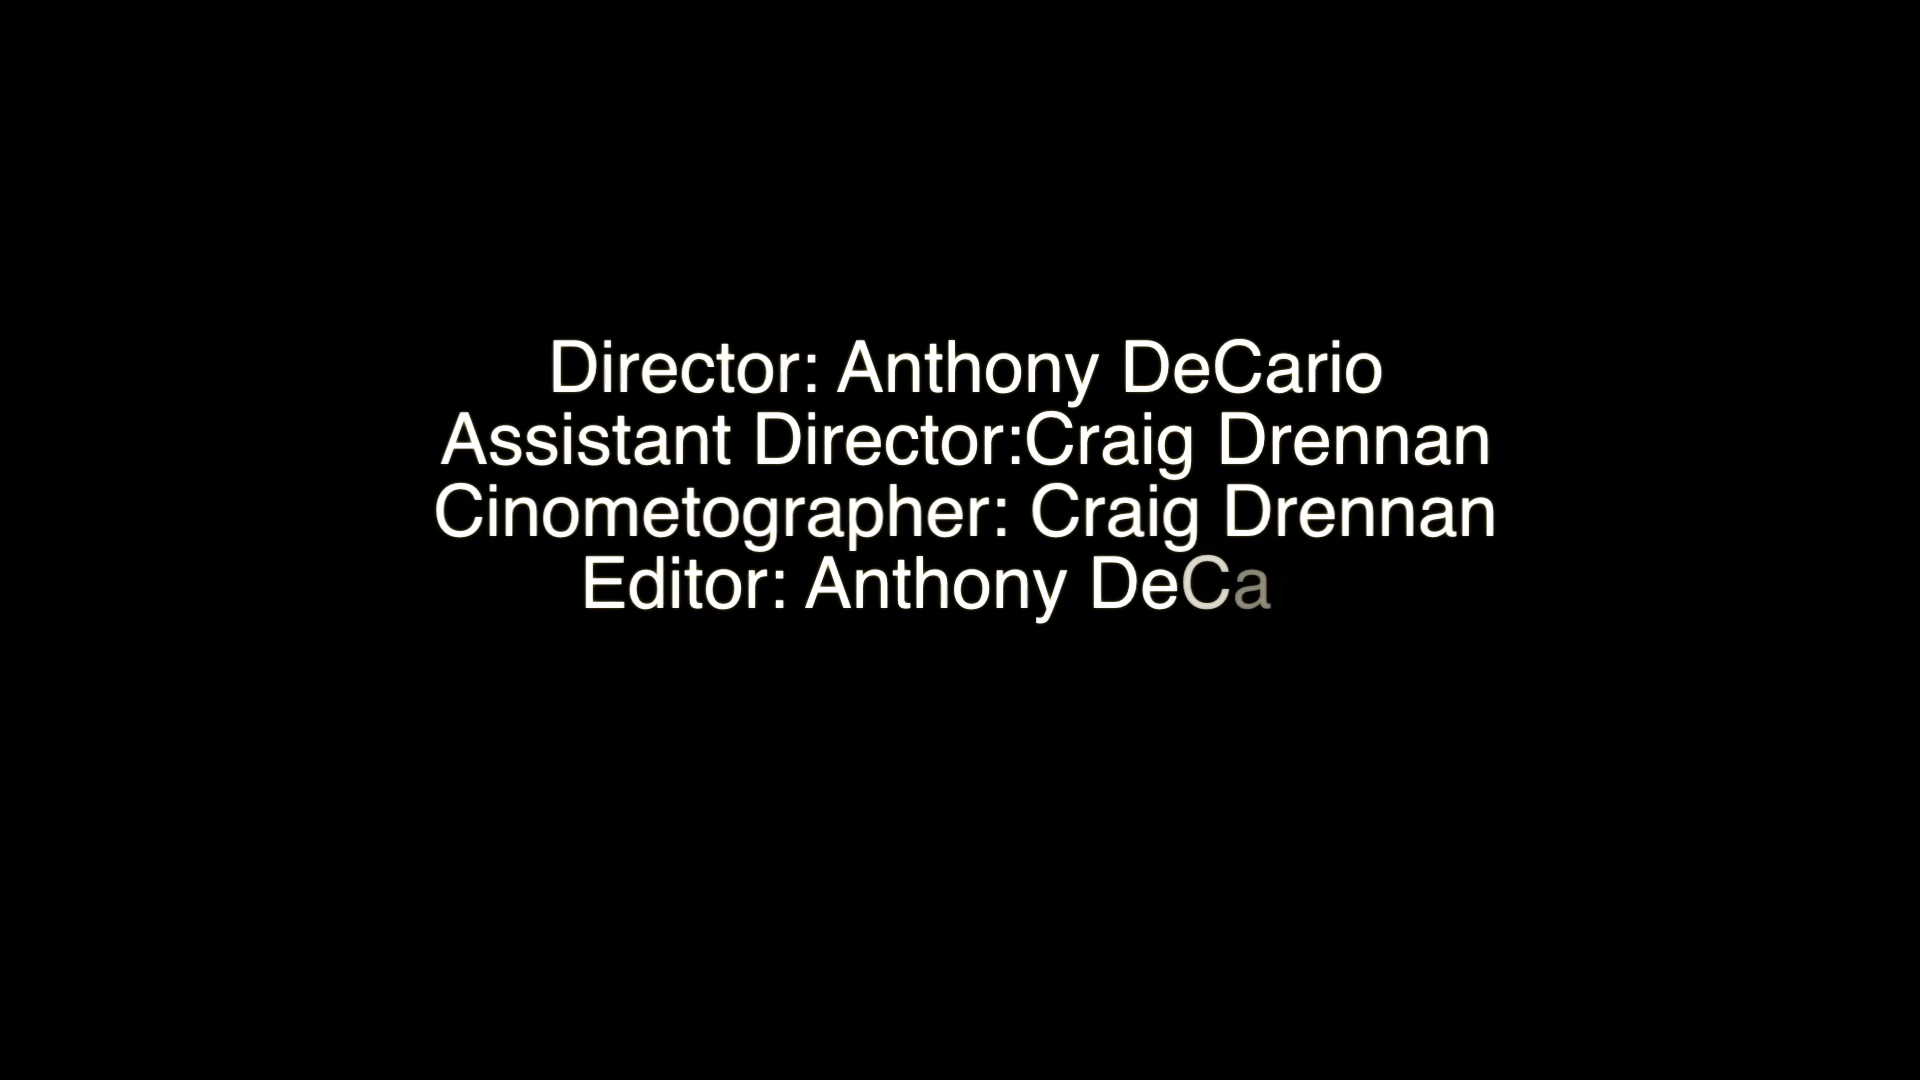 Director: Anthony DeCario
Assistant Director:Craig Drennan
Cinometographer: Craig Drennan
Editor: Anthony DeCa